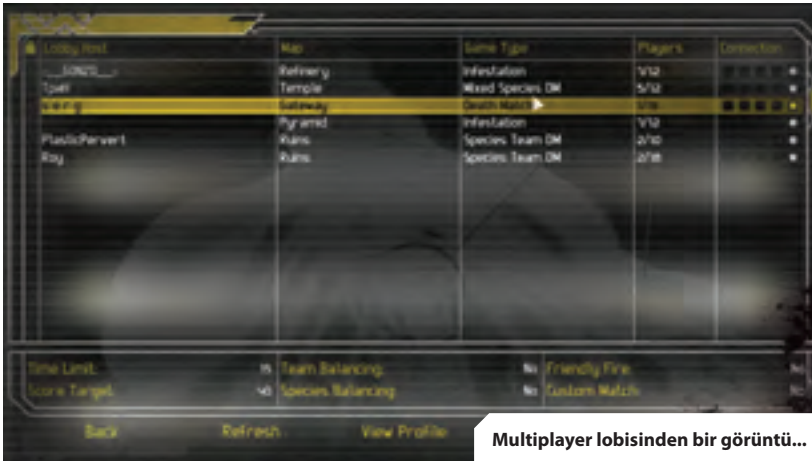 Lobby Host Map Game Type Players Connection
Refinery Infestation 1/12
Temple Mixed Species DM 5/12
Gateway Death Match
Pyramid Infestation 1/12
PlasticPervert Ruins Species Team DM 2/10
Roy Ruins Species Team DM 2/18
Time Limit: 15 Team Balancing: No Friendly Fire: No
Score Target: 40 Species Balancing: No Custom Match: No
Back Refresh View Profile
Multiplayer lobisinden bir görüntü...